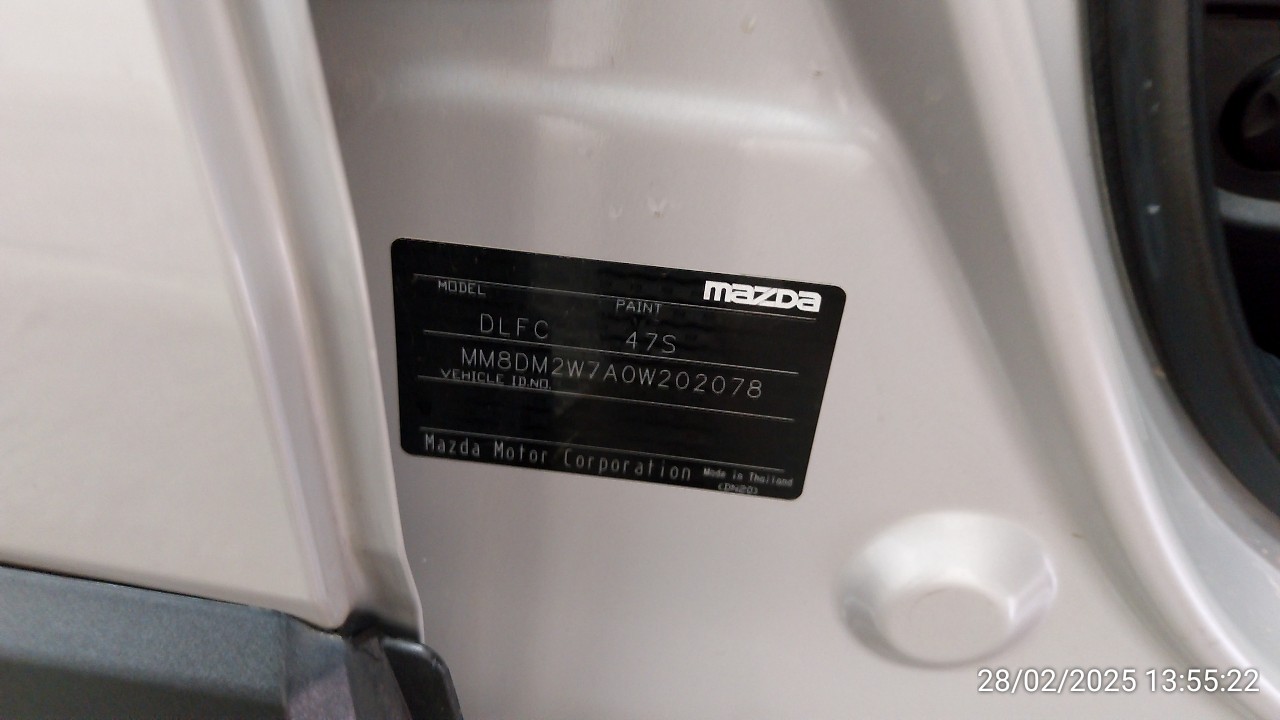 mazda
MODEL PAINT
DLFC 47S
MM8DM2W7A0W202078
VEHICLE ID.NO.
Mazda Motor Corporation Made in Thailand
28/02/2025 13:55:22